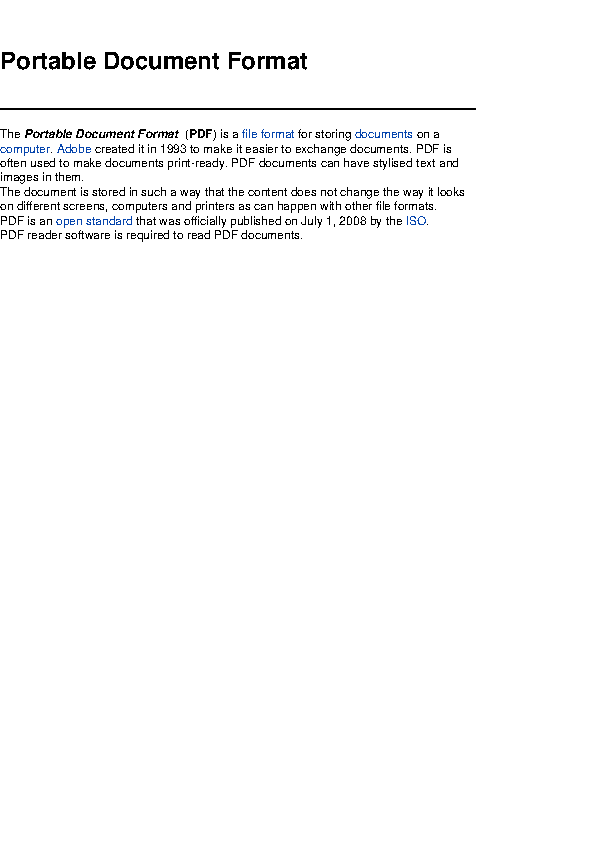 Portable Document Format
The Portable Document Format (PDF) is a file format for storing documents on a
computer. Adobe created it in 1993 to make it easier to exchange documents. PDF is
often used to make documents print-ready. PDF documents can have stylised text and
images in them.
The document is stored in such a way that the content does not change the way it looks
on different screens, computers and printers as can happen with other file formats.
PDF is an open standard that was officially published on July 1, 2008 by the ISO.
PDF reader software is required to read PDF documents.